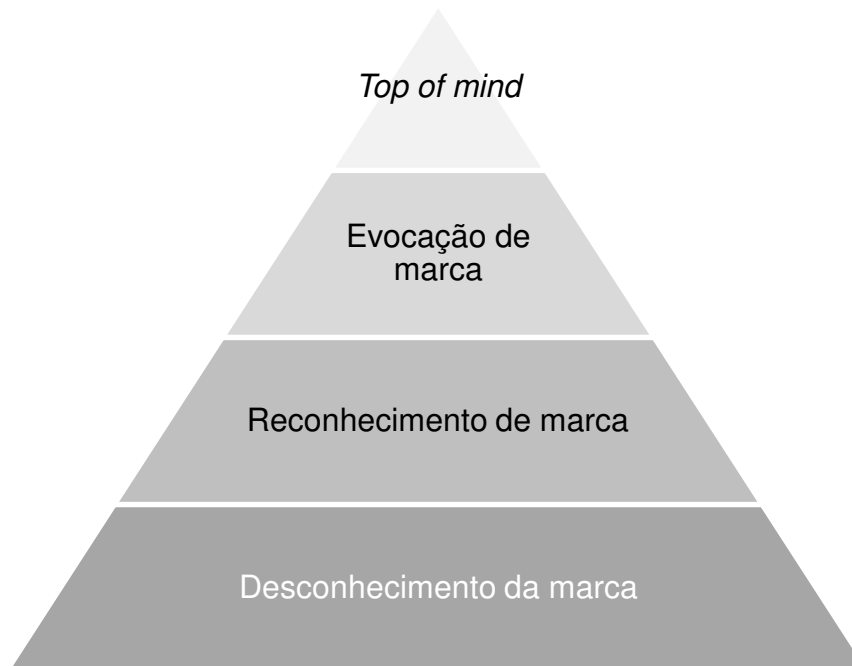 Top of mind
Evocação de
marca
Reconhecimento de marca
Desconhecimento da marca